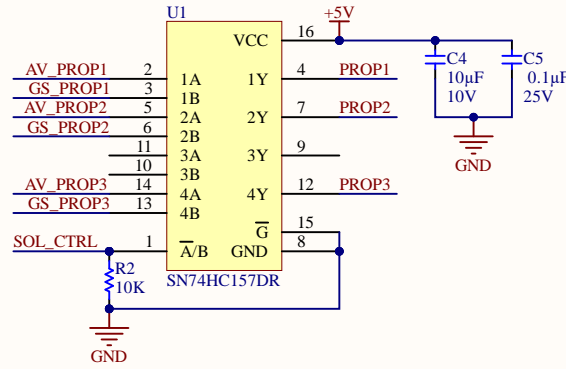 U1
+5V
16
VCC
C4
10µF
10V
C5
0.1µF
25V
AV_PROP1 2 1A 1Y 4 PROP1
GS_PROP1 3 1B
AV_PROP2 5 2A 2Y 7 PROP2
GS_PROP2 6 2B
11 3A 3Y 9
10 3B
AV_PROP3 14 4A 4Y 12 PROP3
GS_PROP3 13 4B
G 15
SOL_CTRL 1 A/B GND 8
GND
R2
10K
SN74HC157DR
GND